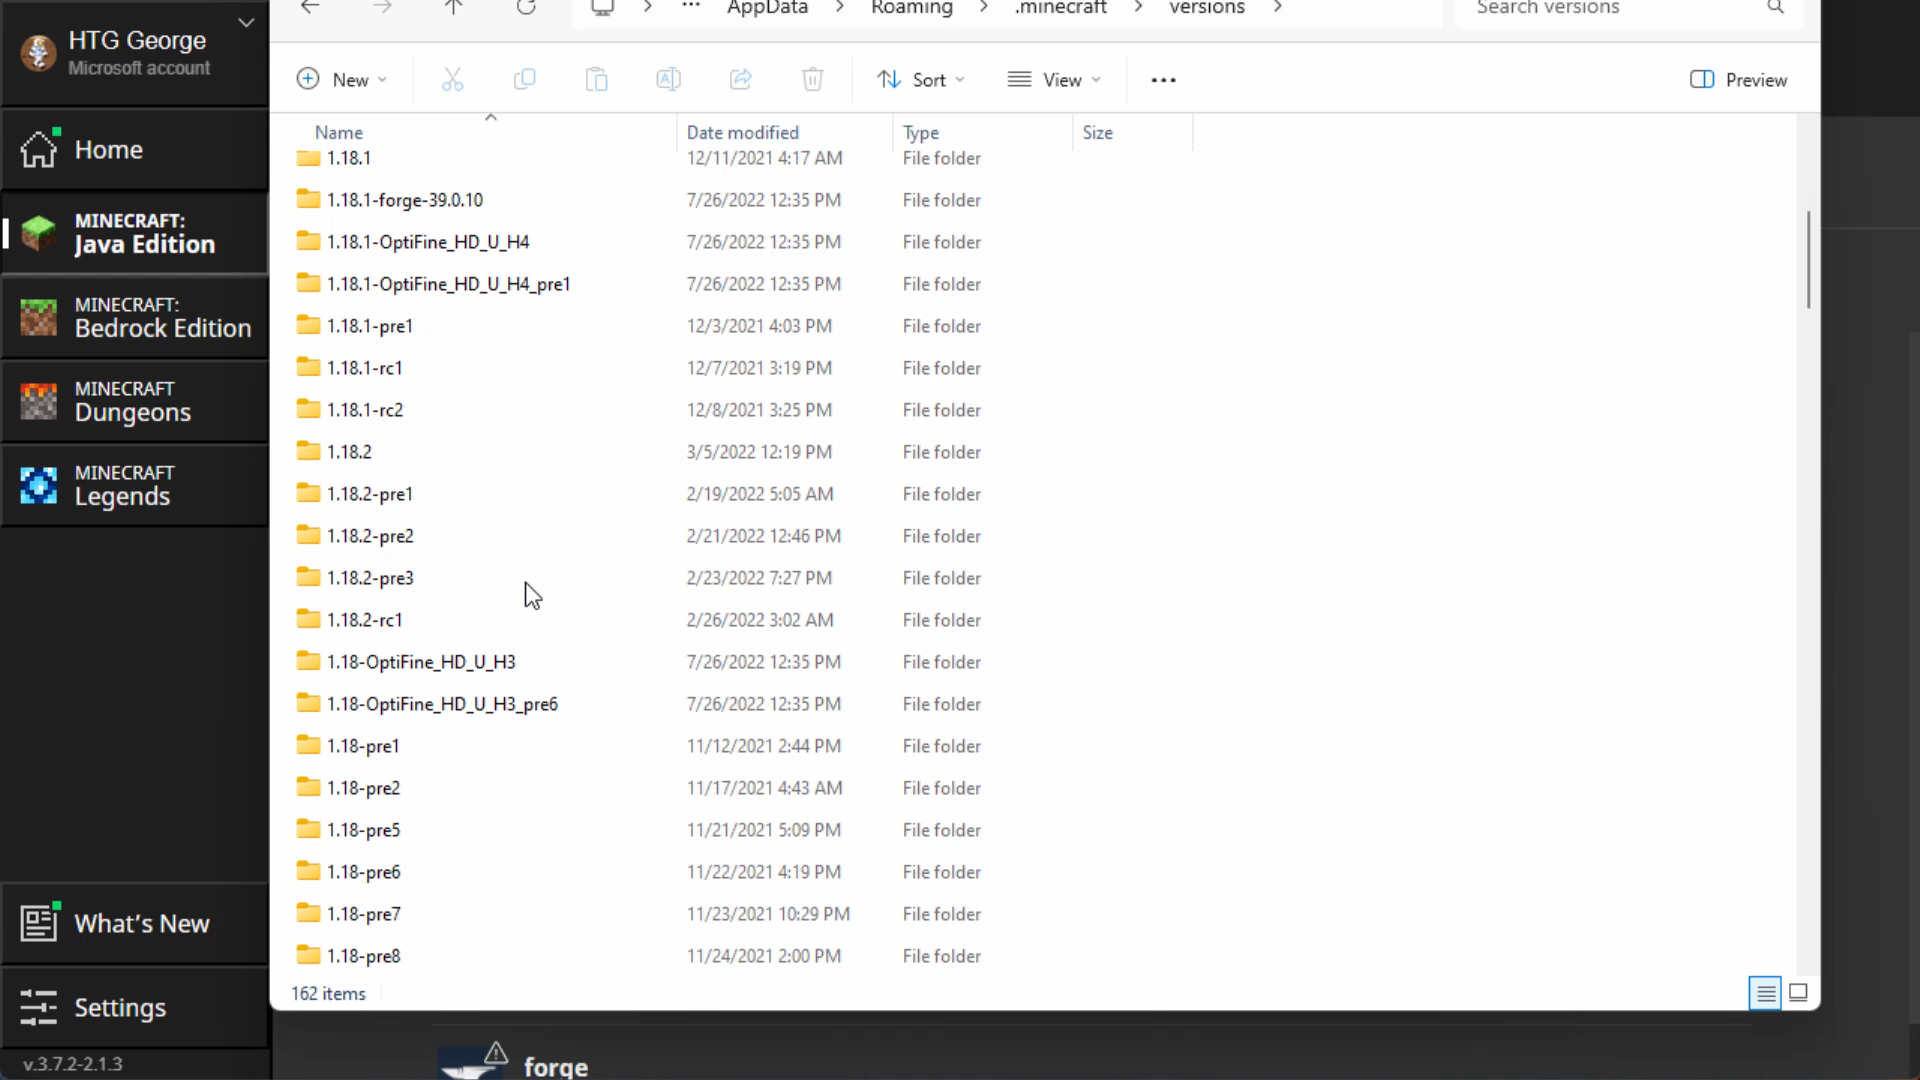 HTG George
Microsoft account
Home
MINECRAFT:
Java Edition
MINECRAFT:
Bedrock Edition
MINECRAFT
Dungeons
MINECRAFT
Legends
What's New
Settings
v.3.7.2-2.1.3
AppData > Roaming > .minecraft > versions >
Search versions
New
Sort
View
Preview
Name Date modified Type Size
1.18.1 12/11/2021 4:17 AM File folder
1.18.1-forge-39.0.10 7/26/2022 12:35 PM File folder
1.18.1-OptiFine_HD_U_H4 7/26/2022 12:35 PM File folder
1.18.1-OptiFine_HD_U_H4_pre1 7/26/2022 12:35 PM File folder
1.18.1-pre1 12/3/2021 4:03 PM File folder
1.18.1-rc1 12/7/2021 3:19 PM File folder
1.18.1-rc2 12/8/2021 3:25 PM File folder
1.18.2 3/5/2022 12:19 PM File folder
1.18.2-pre1 2/19/2022 5:05 AM File folder
1.18.2-pre2 2/21/2022 12:46 PM File folder
1.18.2-pre3 2/23/2022 7:27 PM File folder
1.18.2-rc1 2/26/2022 3:02 AM File folder
1.18-OptiFine_HD_U_H3 7/26/2022 12:35 PM File folder
1.18-OptiFine_HD_U_H3_pre6 7/26/2022 12:35 PM File folder
1.18-pre1 11/12/2021 2:44 PM File folder
1.18-pre2 11/17/2021 4:43 AM File folder
1.18-pre5 11/21/2021 5:09 PM File folder
1.18-pre6 11/22/2021 4:19 PM File folder
1.18-pre7 11/23/2021 10:29 PM File folder
1.18-pre8 11/24/2021 2:00 PM File folder
162 items
forge